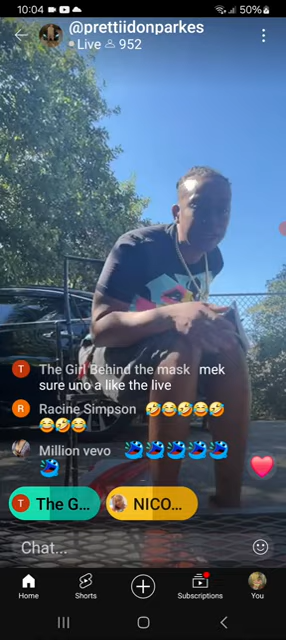 10:04
50%
@prettiidonparkes
Live 952
T The Girl Behind the mask mek
sure uno a like the live
R Racine Simpson 🤣😂🤣😂🤣
😂🤣😂
Million vevo
T The G... NICO...
Chat...
Home Shorts Subscriptions You